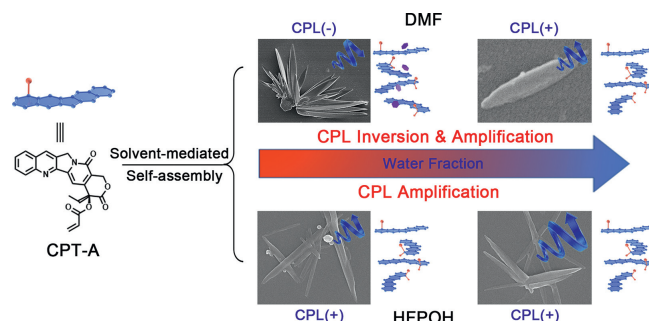 DMF
CPL(-)
CPL(+)
Solvent-mediated
Self-assembly
CPL Inversion & Amplification
Water Fraction
CPL Amplification
O
N
N
O
O
O
O
CPT-A
CPL(+)
CPL(+)